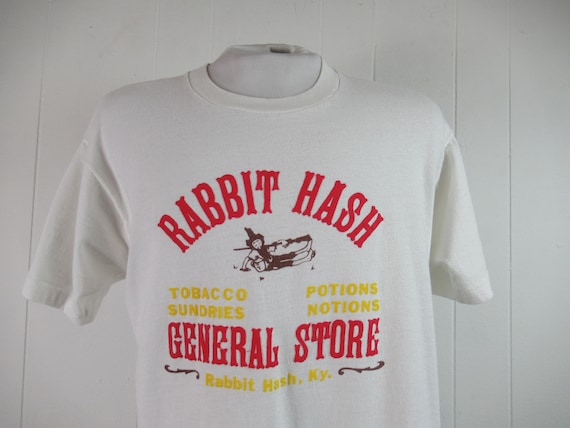 RABBIT HASH
TOBACCO POTIONS
SUNDRIES NOTIONS
GENERAL STORE
Rabbit Hash, Ky.